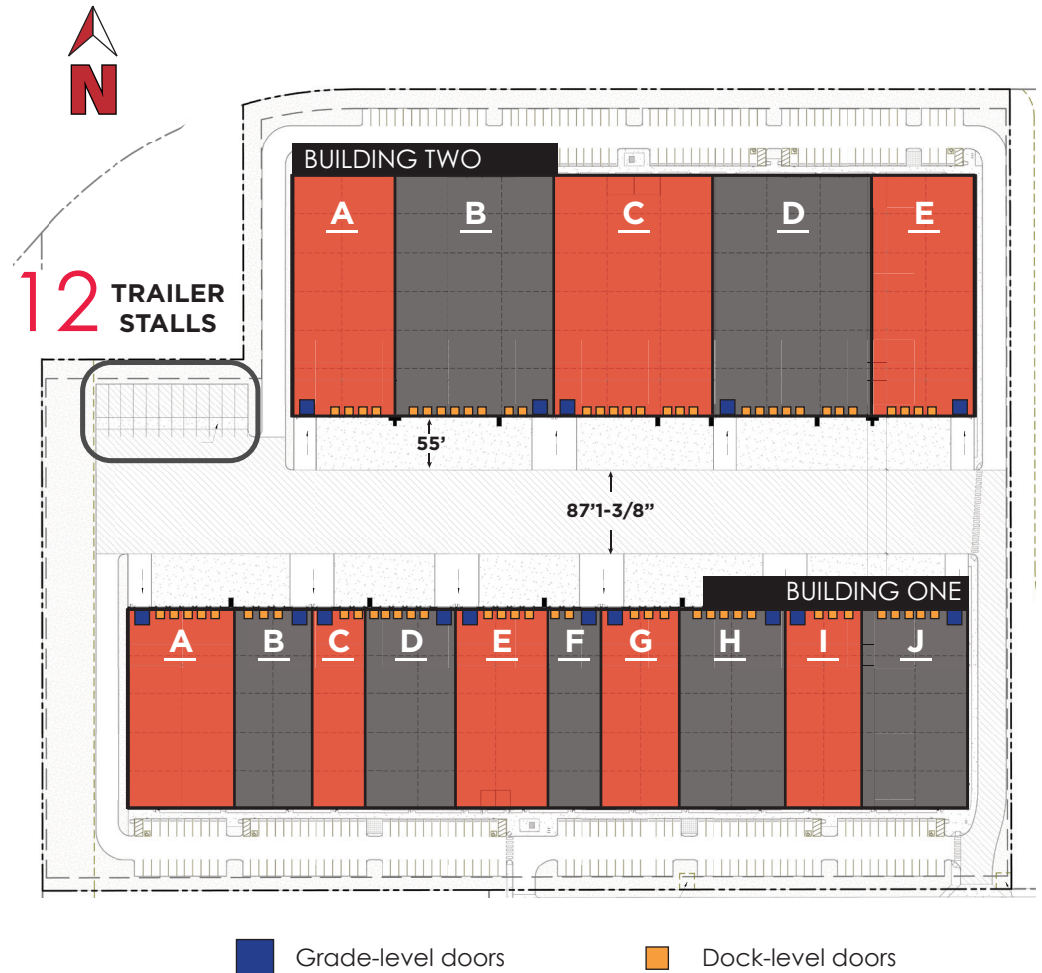 N
BUILDING TWO
A B C D E
12 TRAILER
STALLS
55’
87’1-3/8”
BUILDING ONE
A B C D E F G H I J
Grade-level doors
Dock-level doors